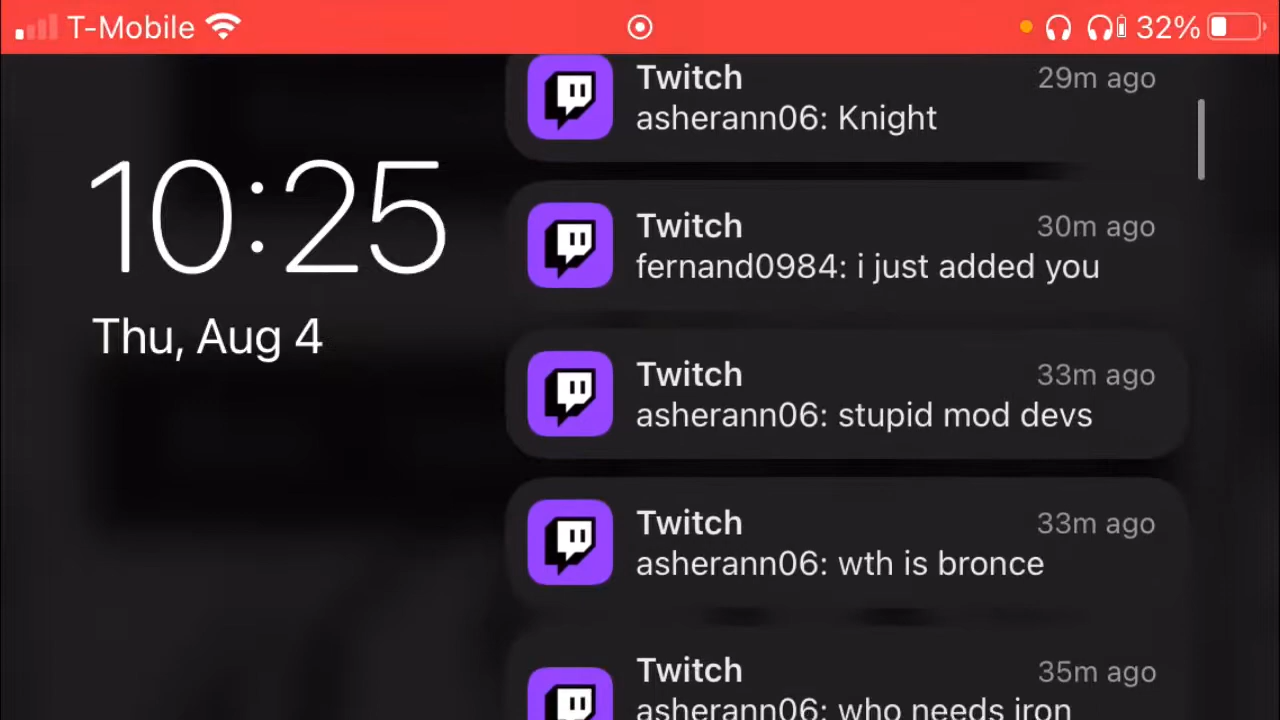 T-Mobile
32%
10:25
Thu, Aug 4
Twitch
29m ago
asherann06: Knight
Twitch
30m ago
fernand0984: i just added you
Twitch
33m ago
asherann06: stupid mod devs
Twitch
33m ago
asherann06: wth is bronce
Twitch
35m ago
asherann06: who needs iron